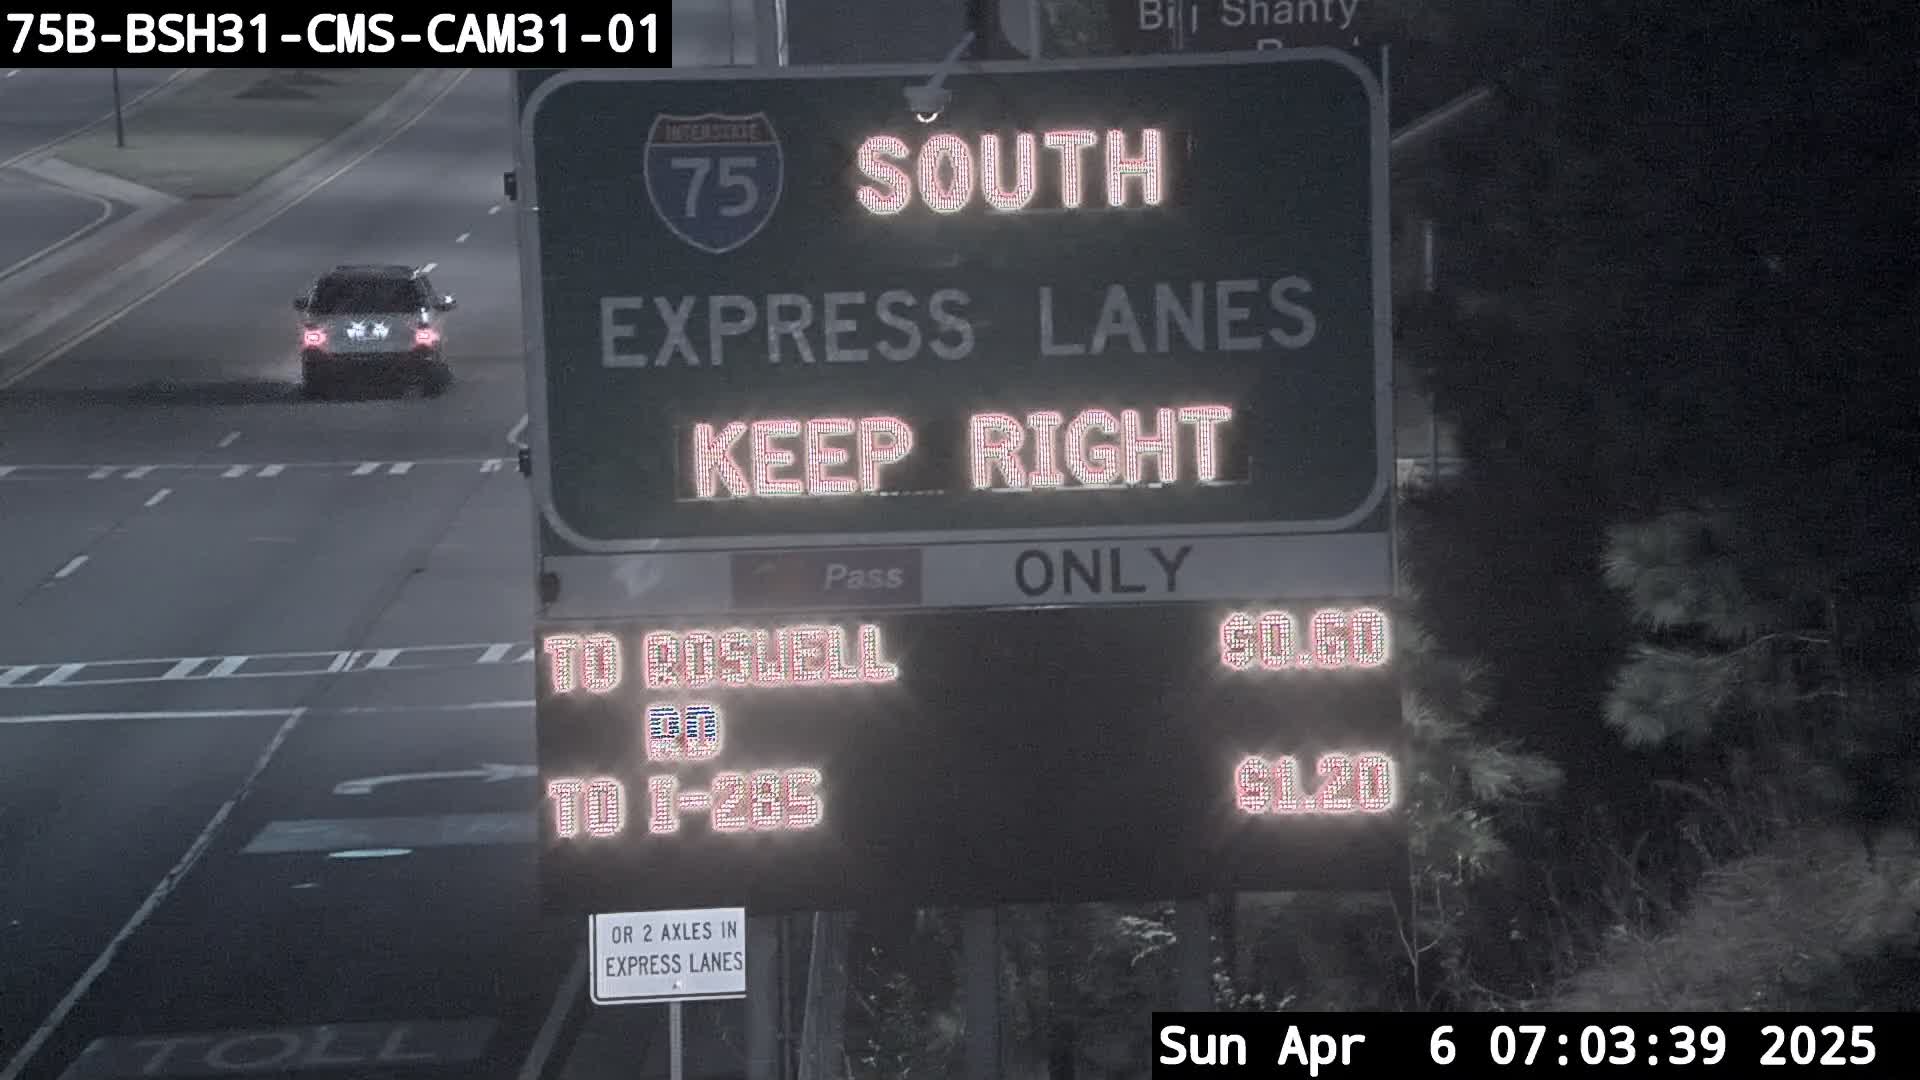 75B-BSH31-CMS-CAM31-01
Shanty
INTERSTATE
75
SOUTH
EXPRESS LANES
KEEP RIGHT
Pass
ONLY
TO ROSWELL $0.60
RD
TO I-285 $1.20
OR 2 AXLES IN
EXPRESS LANES
TOLL
Sun Apr 6 07:03:39 2025